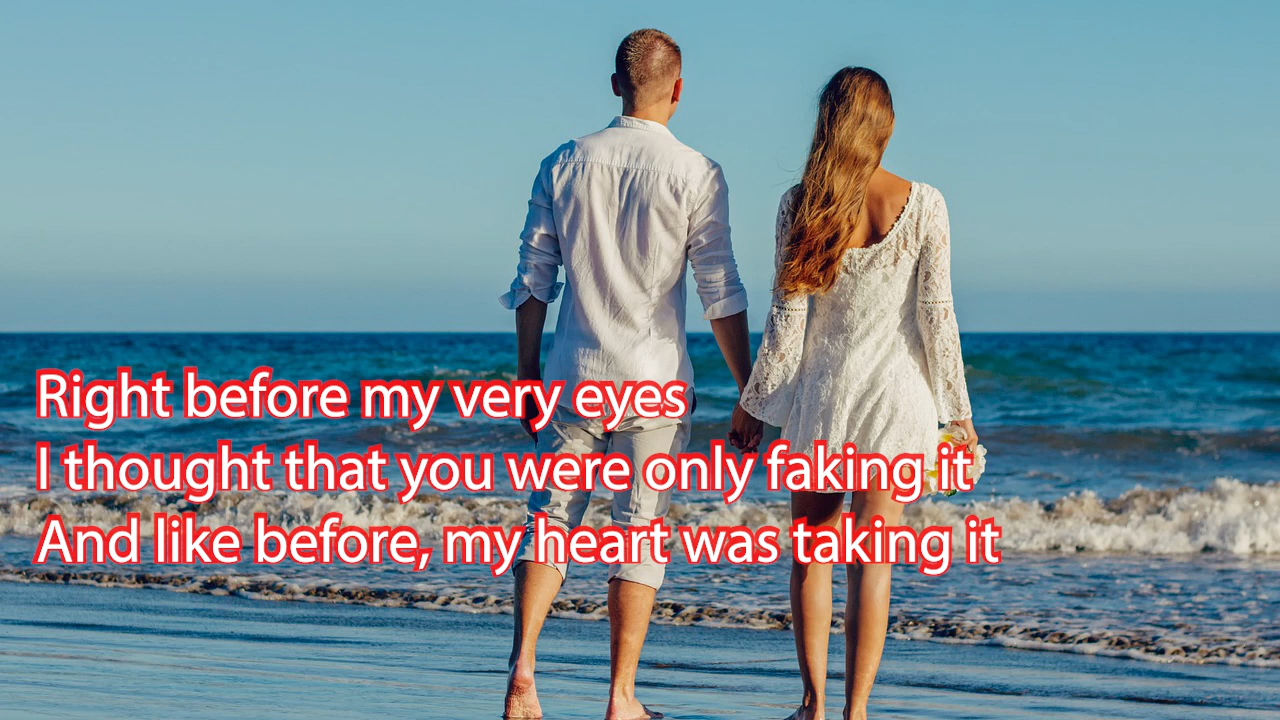 Right before my very eyes
I thought that you were only faking it
And like before, my heart was taking it